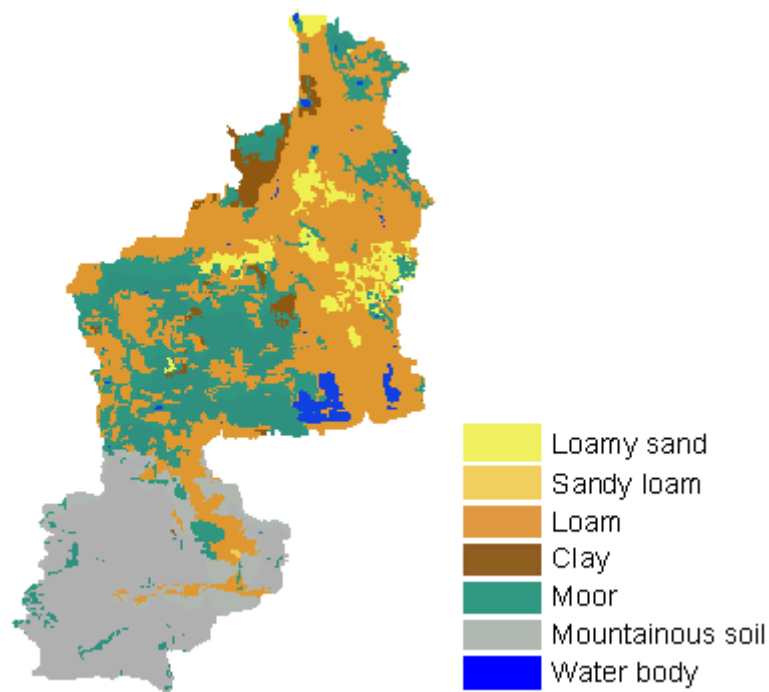 Loamy sand
Sandy loam
Loam
Clay
Moor
Mountainous soil
Water body